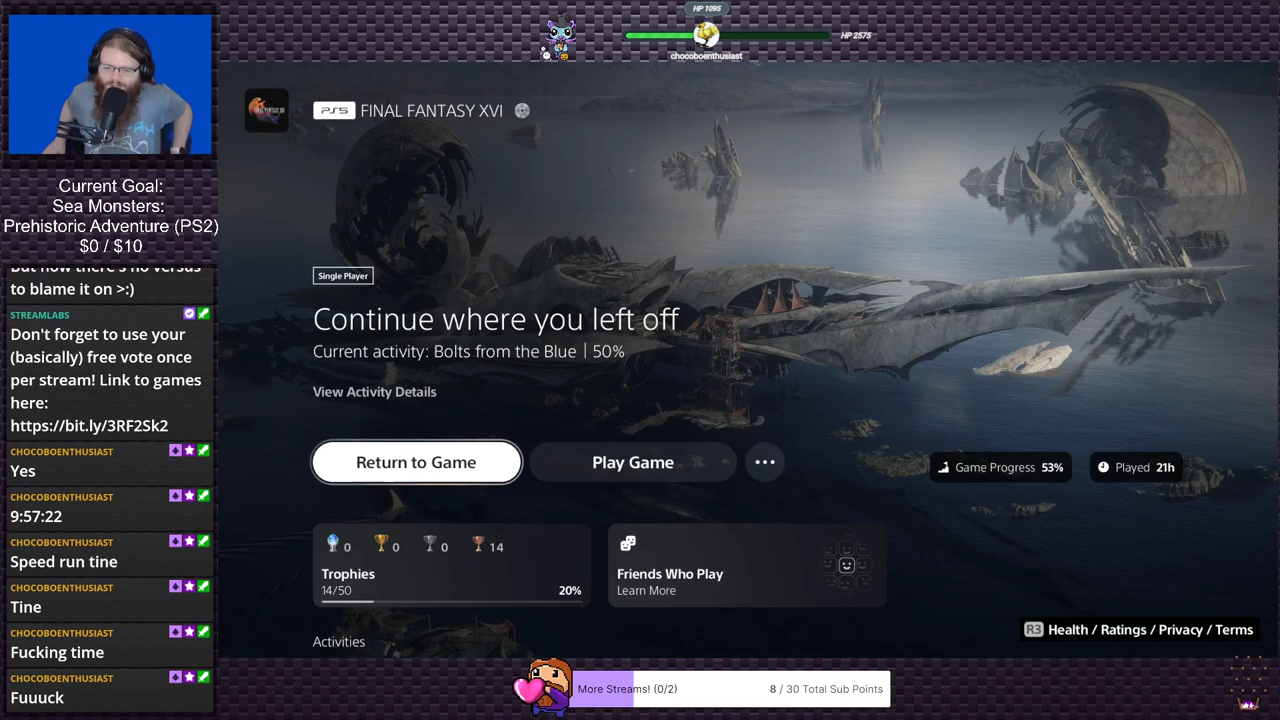 HP 1095
HP 2575
chocoboenthusiast
PS5 FINAL FANTASY XVI
Current Goal:
Sea Monsters:
Prehistoric Adventure (PS2)
$0 / $10
But now there's no versus
to blame it on >:)
STREAMLABS
Don't forget to use your
(basically) free vote once
per stream! Link to games
here:
https://bit.ly/3RF2Sk2
CHOCOBOENTHUSIAST
Yes
CHOCOBOENTHUSIAST
9:57:22
CHOCOBOENTHUSIAST
Speed run tine
CHOCOBOENTHUSIAST
Tine
CHOCOBOENTHUSIAST
Fucking time
CHOCOBOENTHUSIAST
Fuuuck
Single Player
Continue where you left off
Current activity: Bolts from the Blue | 50%
View Activity Details
Return to Game
Play Game
•••
Game Progress 53%
Played 21h
0 0 0 14
Trophies
14/50
20%
Friends Who Play
Learn More
Activities
R3 Health / Ratings / Privacy / Terms
More Streams! (0/2)
8 / 30 Total Sub Points